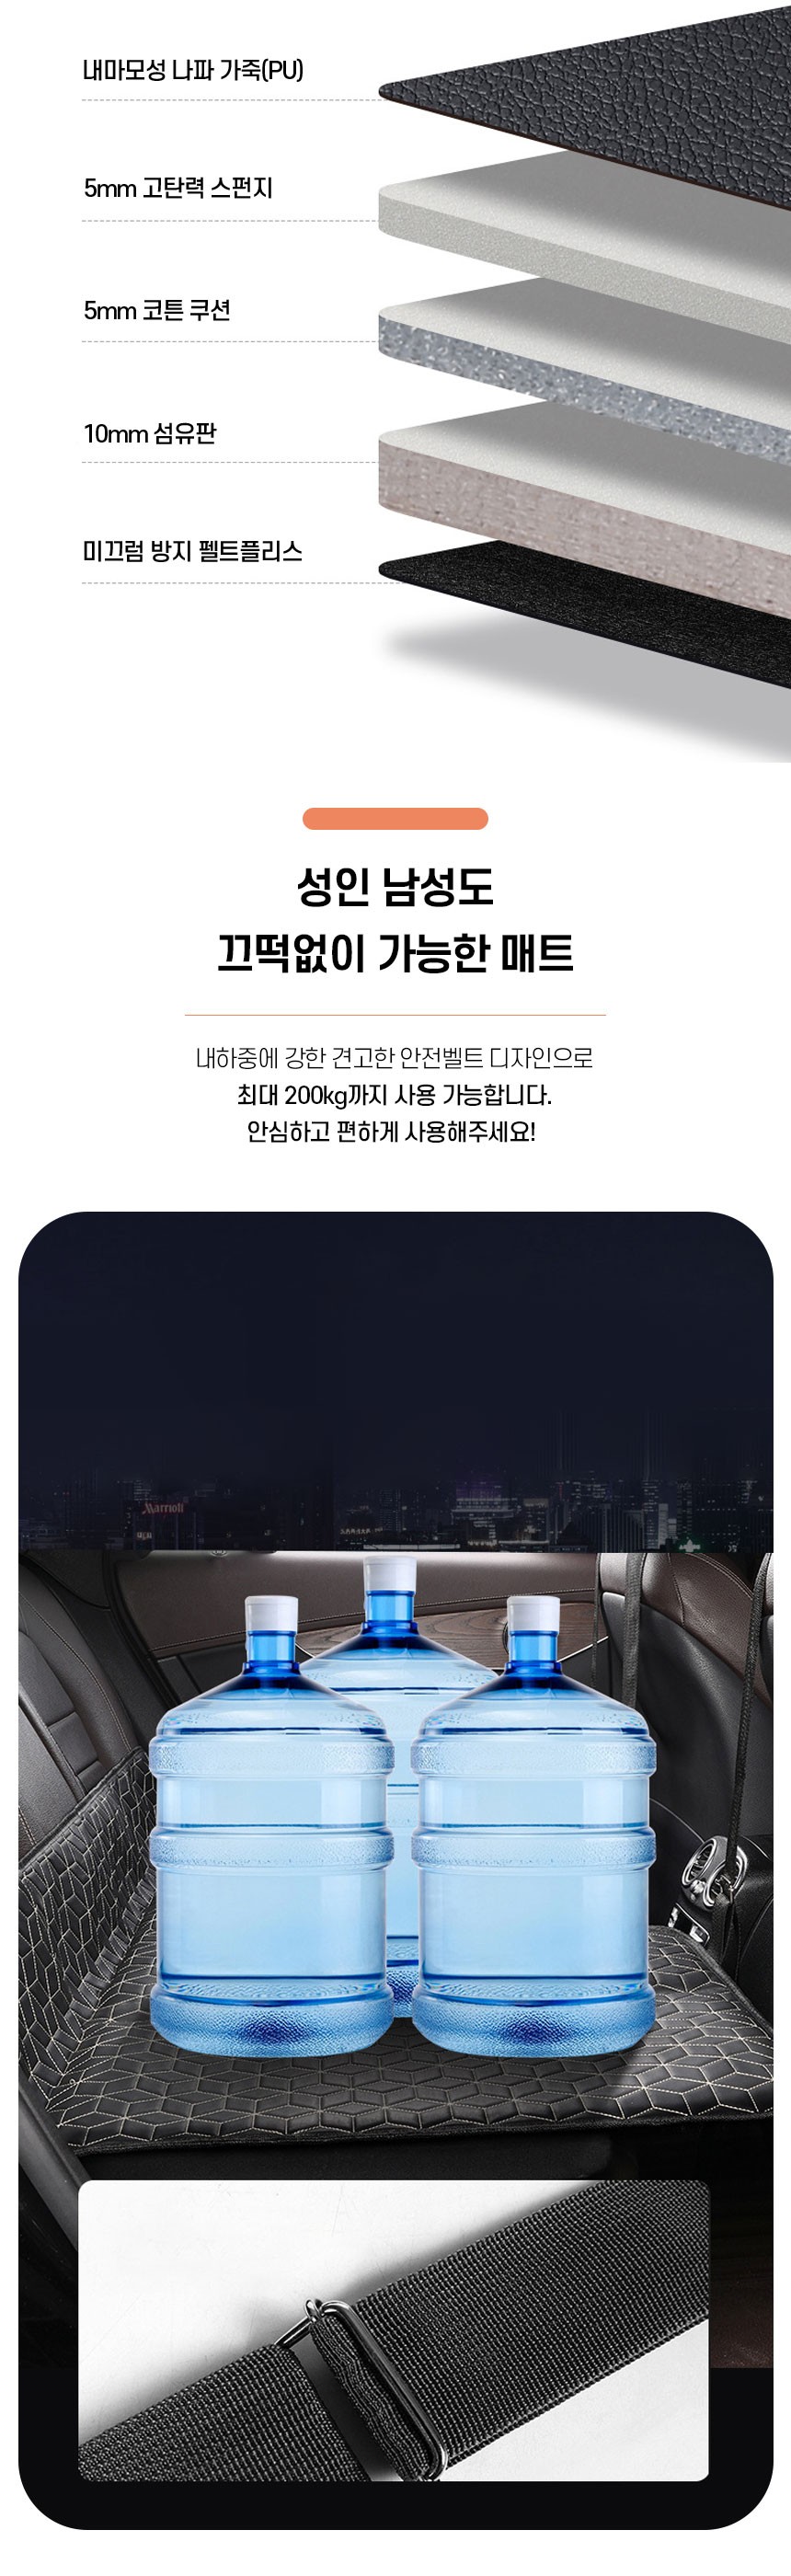 내마모성 나파 가죽(PU)
5mm 고탄력 스펀지
5mm 코튼 쿠션
10mm 섬유판
미끄럼 방지 펠트플리스
성인 남성도
끄떡없이 가능한 매트
내하중에 강한 견고한 안전벨트 디자인으로
최대 200kg까지 사용 가능합니다.
안심하고 편하게 사용해주세요!
Marriott